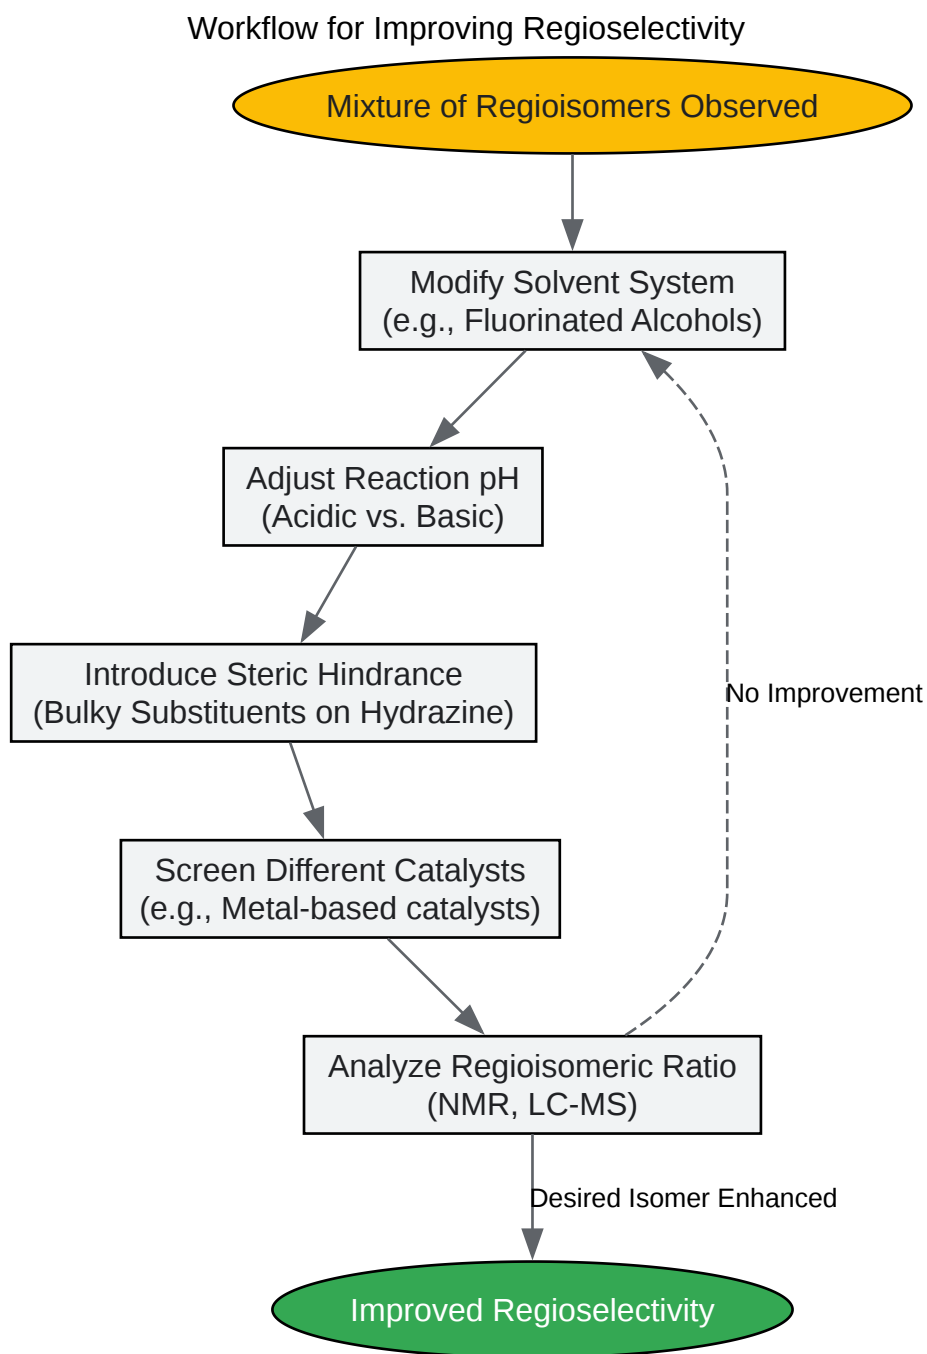 Workflow for Improving Regioselectivity
Mixture of Regioisomers Observed
Modify Solvent System
(e.g., Fluorinated Alcohols)
Adjust Reaction pH
(Acidic vs. Basic)
Introduce Steric Hindrance
(Bulky Substituents on Hydrazine)
No Improvement
Screen Different Catalysts
(e.g., Metal-based catalysts)
Analyze Regioisomeric Ratio
(NMR, LC-MS)
Desired Isomer Enhanced
Improved Regioselectivity